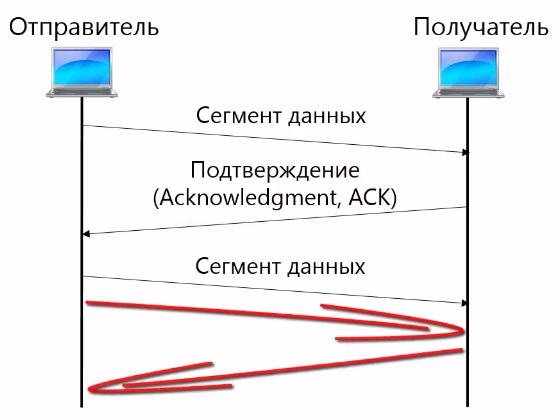 Отправитель
Получатель
Сегмент данных
Подтверждение
(Acknowledgment, ACK)
Сегмент данных